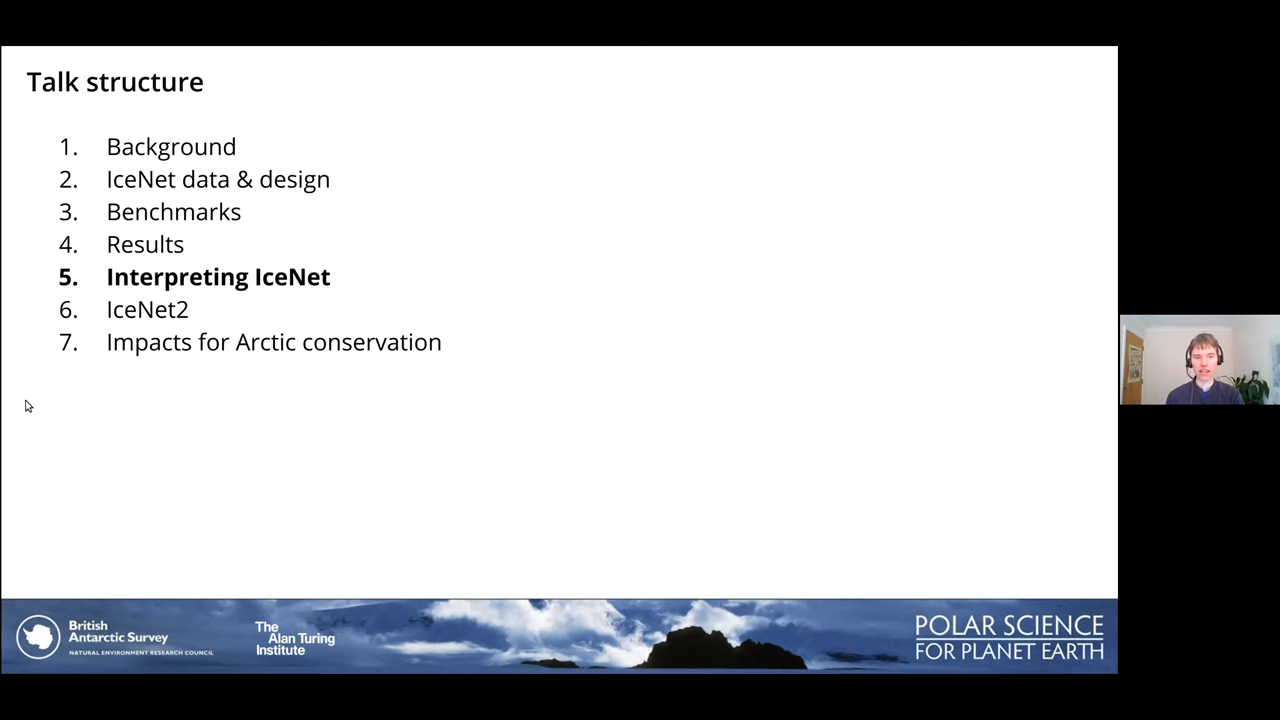 Talk structure
1. Background
2. IceNet data & design
3. Benchmarks
4. Results
5. Interpreting IceNet
6. IceNet2
7. Impacts for Arctic conservation
British
Antarctic Survey
NATURAL ENVIRONMENT RESEARCH COUNCIL
The
Alan Turing
Institute
POLAR SCIENCE
FOR PLANET EARTH